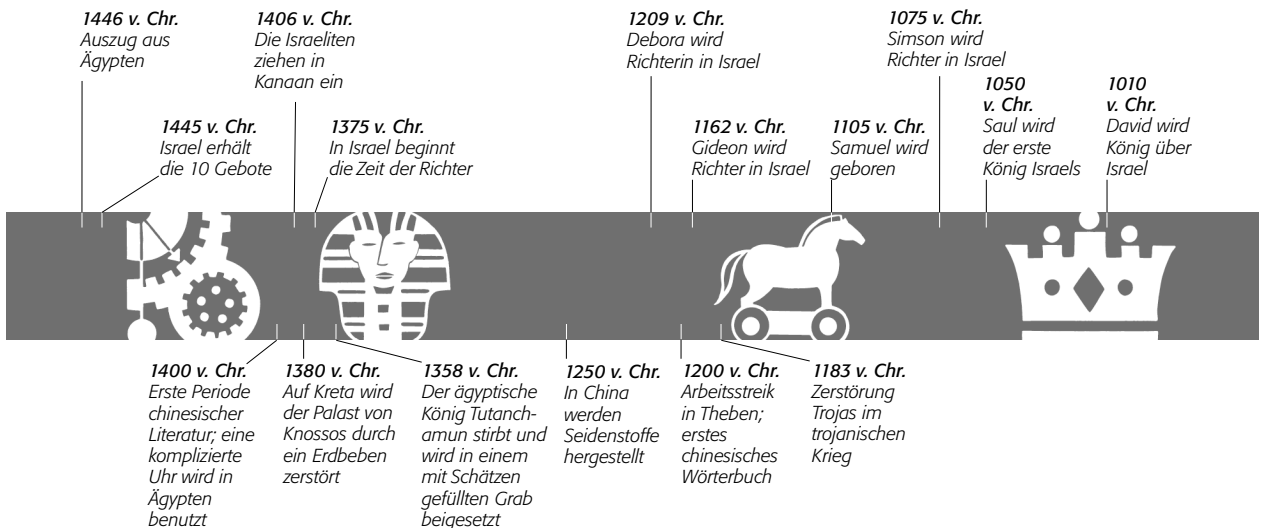 1446 v. Chr.
Auszug aus
Ägypten
1445 v. Chr.
Israel erhält
die 10 Gebote
1406 v. Chr.
Die Israeliten
ziehen in
Kanaan ein
1375 v. Chr.
In Israel beginnt
die Zeit der Richter
1209 v. Chr.
Debora wird
Richterin in Israel
1162 v. Chr.
Gideon wird
Richter in Israel
1105 v. Chr.
Samuel wird
geboren
1075 v. Chr.
Simson wird
Richter in Israel
1050
v. Chr.
Saul wird
der erste
König Israels
1010
v. Chr.
David wird
König über
Israel
1400 v. Chr.
Erste Periode
chinesischer
Literatur; eine
komplizierte
Uhr wird in
Ägypten
benutzt
1380 v. Chr.
Auf Kreta wird
der Palast von
Knossos durch
ein Erdbeben
zerstört
1358 v. Chr.
Der ägyptische
König Tutanch-
amun stirbt und
wird in einem
mit Schätzen
gefüllten Grab
beigesetzt
1250 v. Chr.
In China
werden
Seidenstoffe
hergestellt
1200 v. Chr.
Arbeitsstreik
in Theben;
erstes
chinesisches
Wörterbuch
1183 v. Chr.
Zerstörung
Trojas im
trojanischen
Krieg